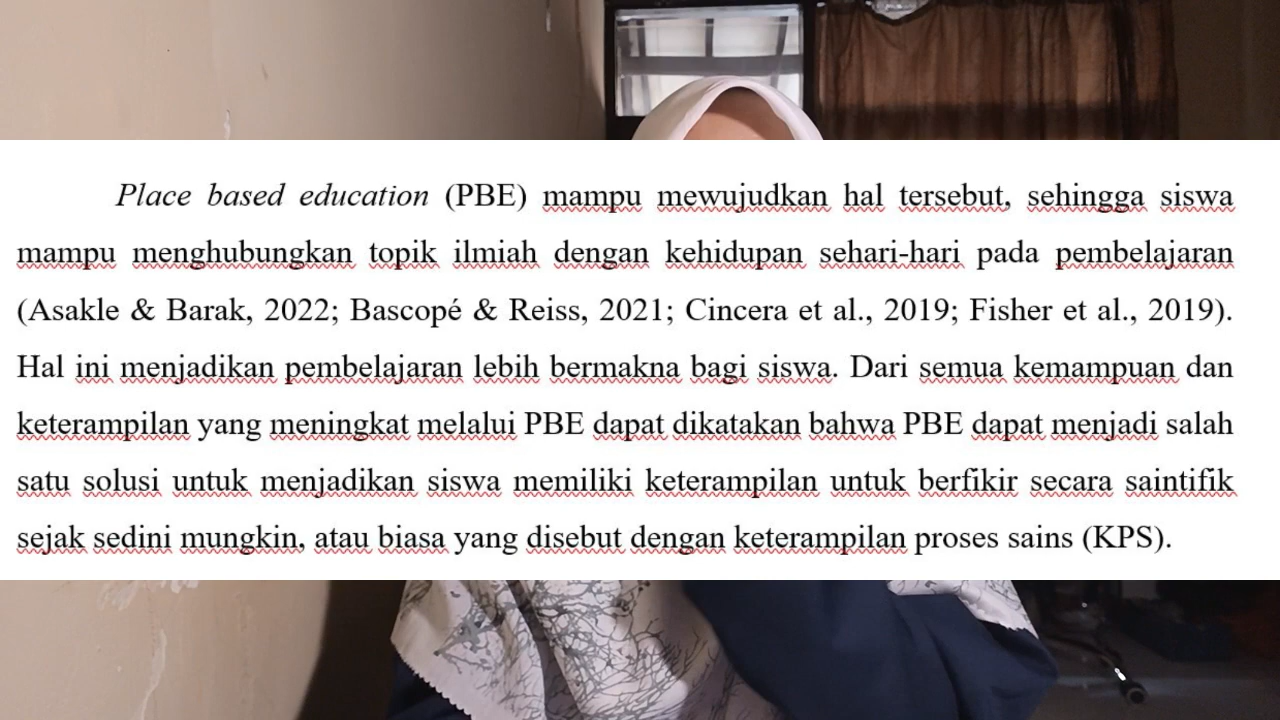 Place based education (PBE) mampu mewujudkan hal tersebut, sehingga siswa
mampu menghubungkan topik ilmiah dengan kehidupan sehari-hari pada pembelajaran
(Asakle & Barak, 2022; Bascopé & Reiss, 2021; Cincera et al., 2019; Fisher et al., 2019).
Hal ini menjadikan pembelajaran lebih bermakna bagi siswa. Dari semua kemampuan dan
keterampilan yang meningkat melalui PBE dapat dikatakan bahwa PBE dapat menjadi salah
satu solusi untuk menjadikan siswa memiliki keterampilan untuk berfikir secara saintifik
sejak sedini mungkin, atau biasa yang disebut dengan keterampilan proses sains (KPS).